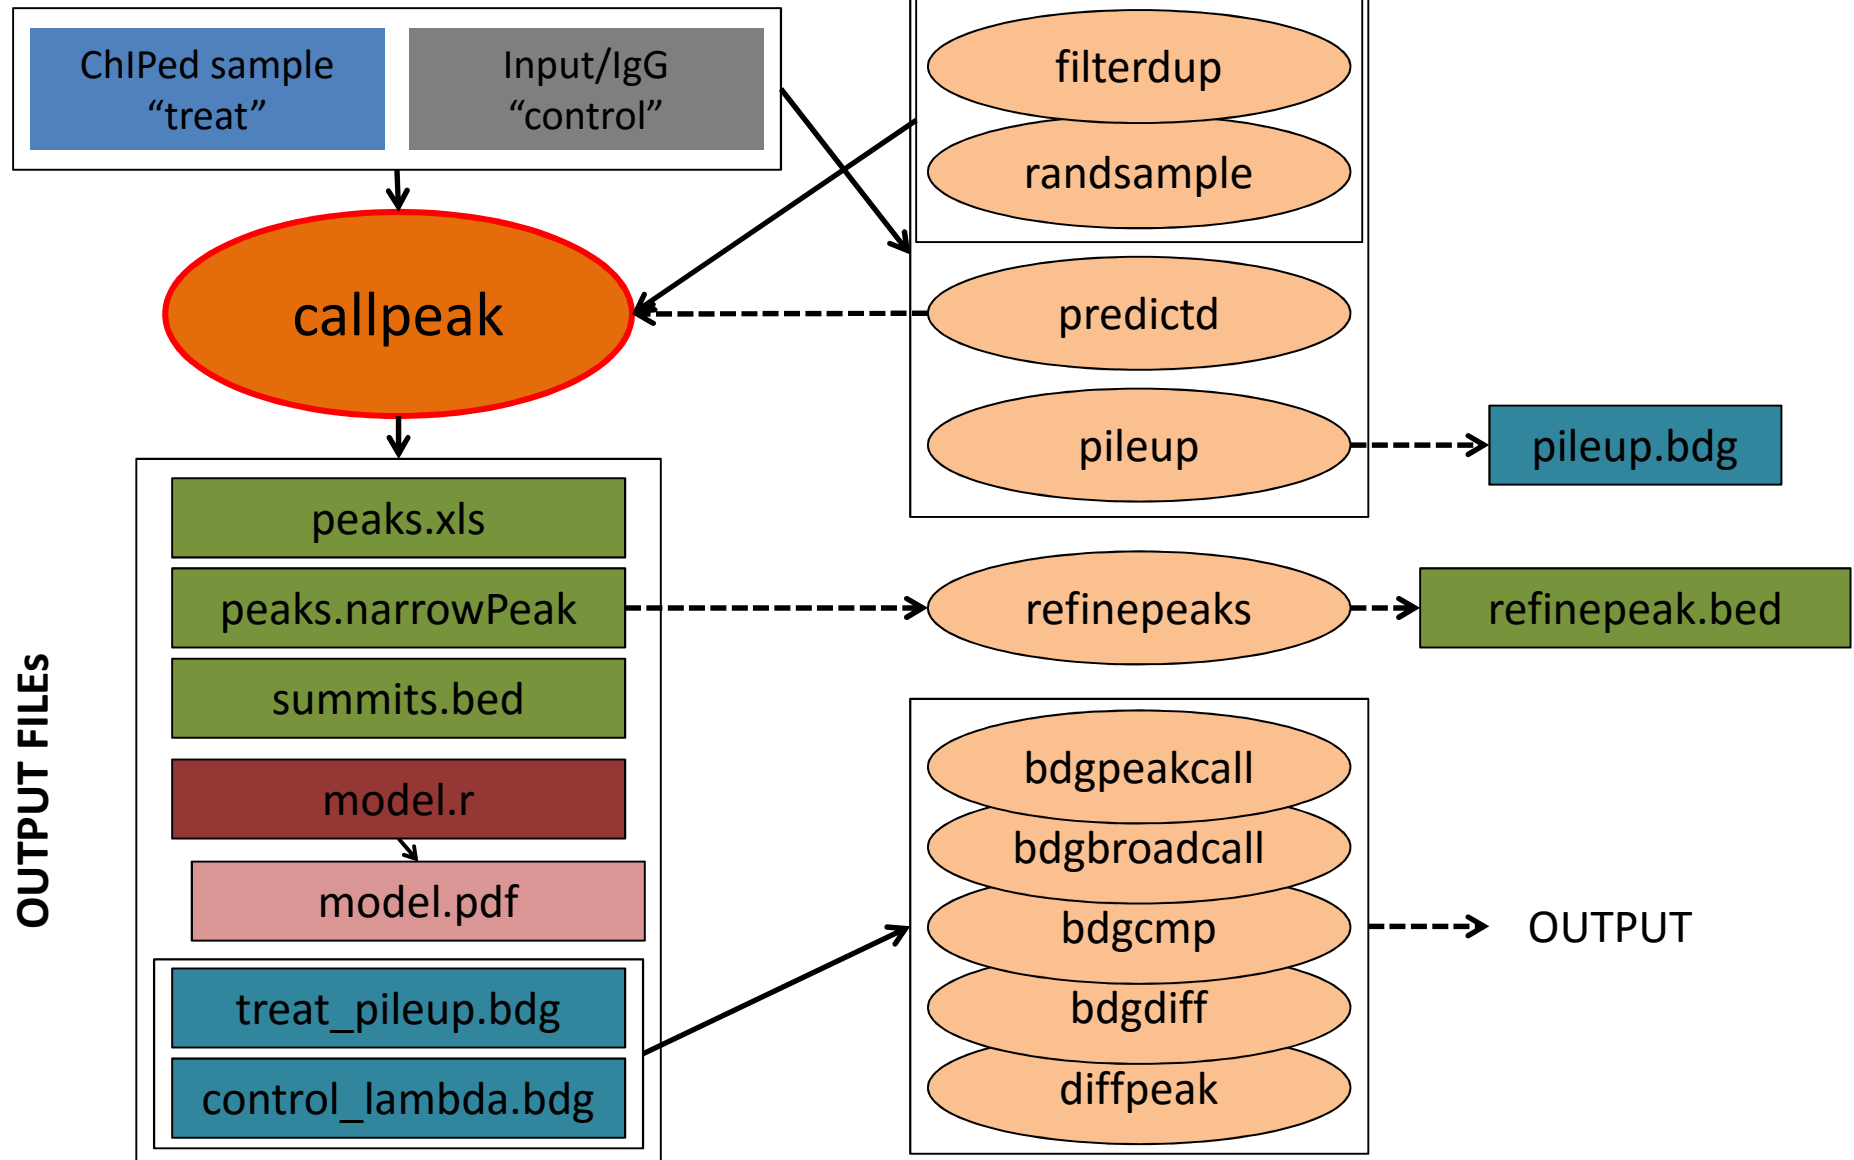 ChIPed sample
“treat”
Input/IgG
“control”
filterdup
randsample
callpeak
predictd
pileup
pileup.bdg
peaks.xls
peaks.narrowPeak
refinepeaks
refinepeak.bed
summits.bed
OUTPUT FILEs
model.r
model.pdf
treat_pileup.bdg
control_lambda.bdg
bdgpeakcall
bdgbroadcall
bdgcmp
bdgdiff
diffpeak
OUTPUT